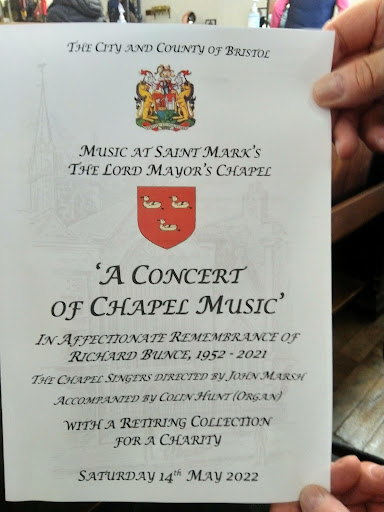 The City and County of Bristol
Music at Saint Mark's
The Lord Mayor's Chapel
'A Concert
of Chapel Music'
In Affectionate Remembrance of
Richard Bunce, 1952 - 2021
The Chapel Singers directed by John Marsh
Accompanied by Colin Hunt (Organ)
with a Retiring Collection
for a Charity
Saturday 14th May 2022